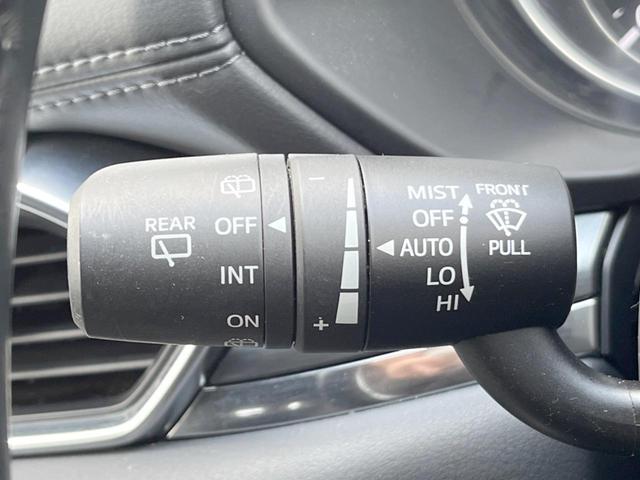 REAR
OFF
INT
ON
−
+
MIST
OFF
AUTO
LO
HI
FRONT
PULL